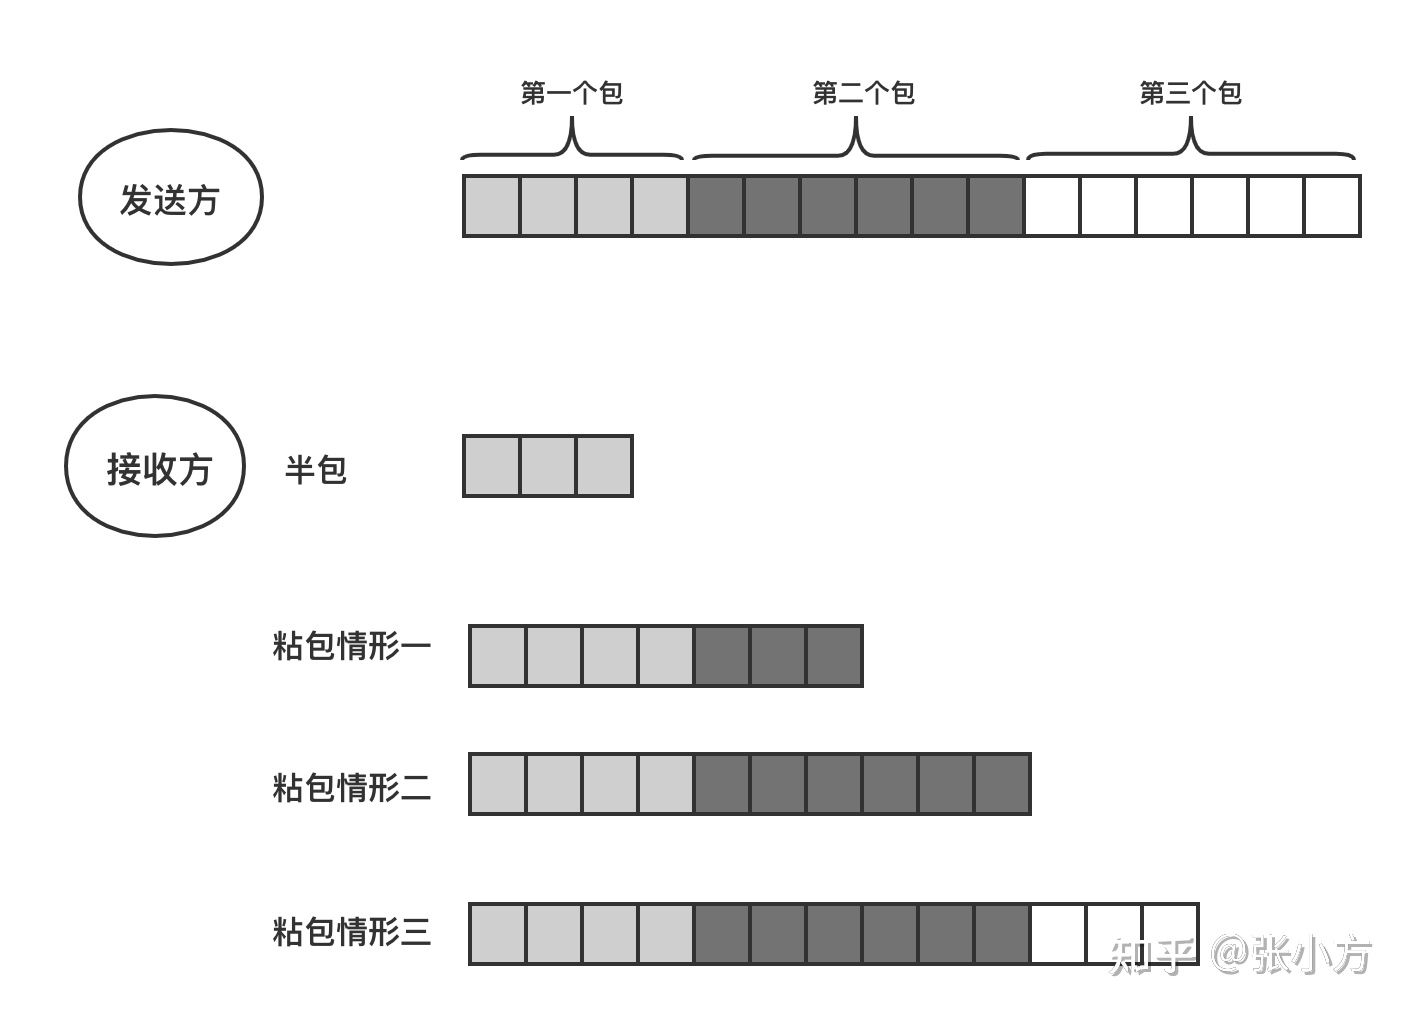 第一个包 第二个包 第三个包
发送方
接收方 半包
粘包情形一
粘包情形二
粘包情形三
知乎 @张小方